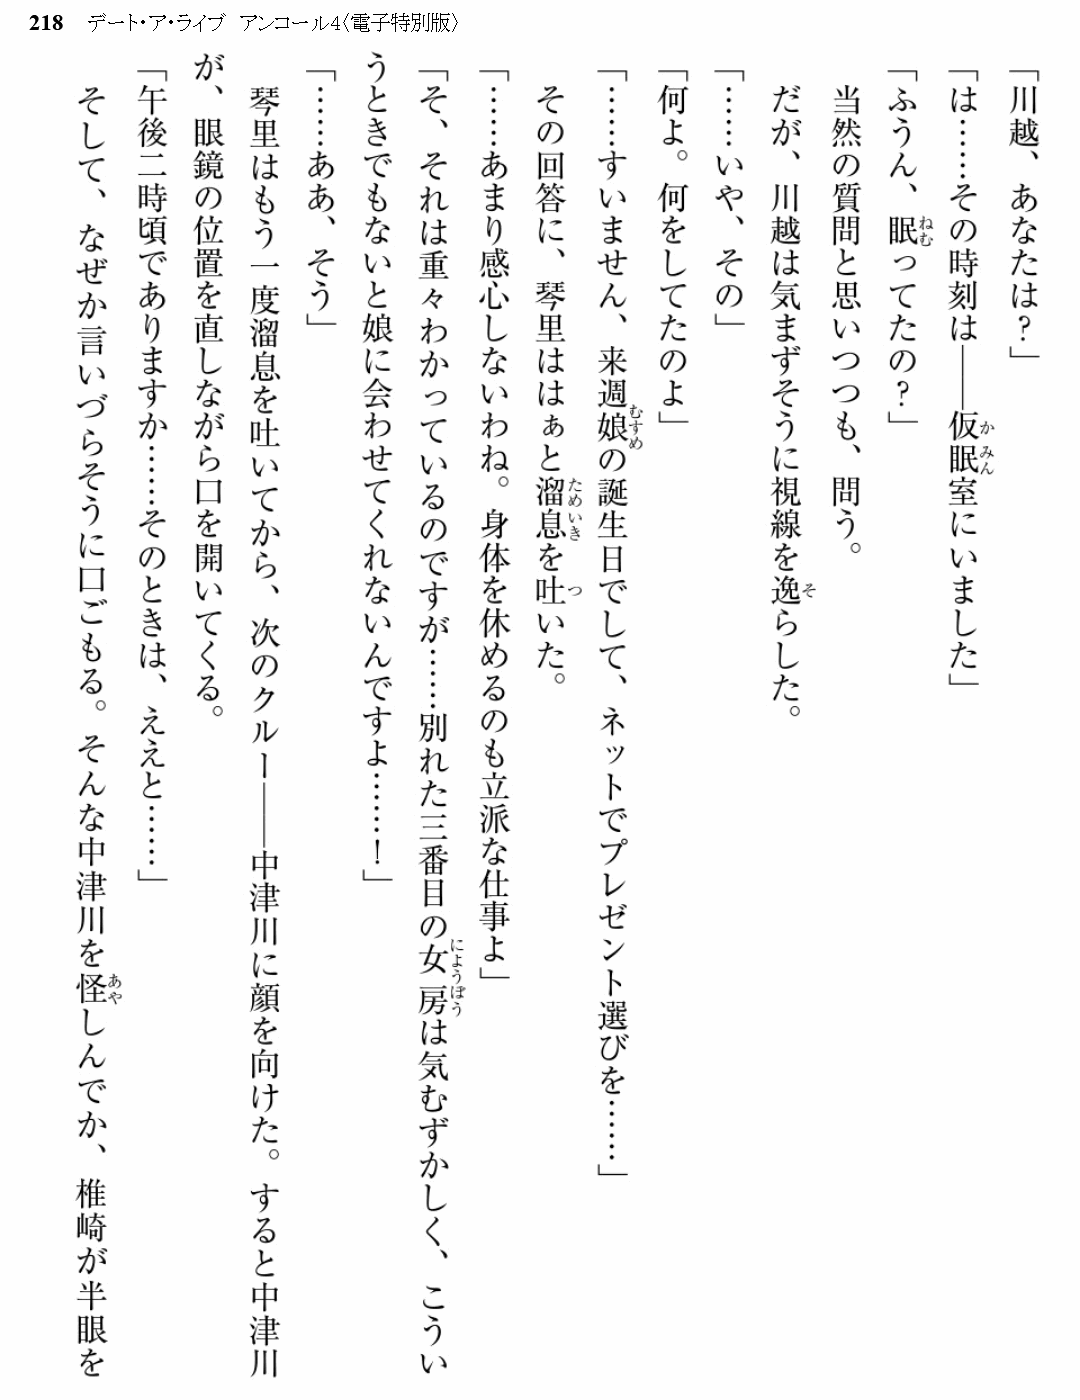 218 デート・ア・ライブ アンコール4〈電子特別版〉
「川越、あなたは?」
「は……その時刻は――仮眠室にいました」
「ふうん、眠ってたの?」
当然の質問と思いつつも、問う。
だが、川越は気まずそうに視線を逸らした。
「……いや、その」
「何よ。何をしてたのよ」
「……すいません、来週娘の誕生日でして、ネットでプレゼント選びを……」
その回答に、琴里ははぁと溜息を吐いた。
「……あまり感心しないわね。身体を休めるのも立派な仕事よ」
「そ、それは重々わかっているのですが……別れた三番目の女房は気むずかしく、こうい
うときでもないと娘に会わせてくれないんですよ……!」
「……ああ、そう」
琴里はもう一度溜息を吐いてから、次のクルー――中津川に顔を向けた。すると中津川
が、眼鏡の位置を直しながら口を開いてくる。
「午後二時頃でありますか……そのときは、ええと……」
そして、なぜか言いづらそうに口ごもる。そんな中津川を怪しんでか、椎崎が半眼を